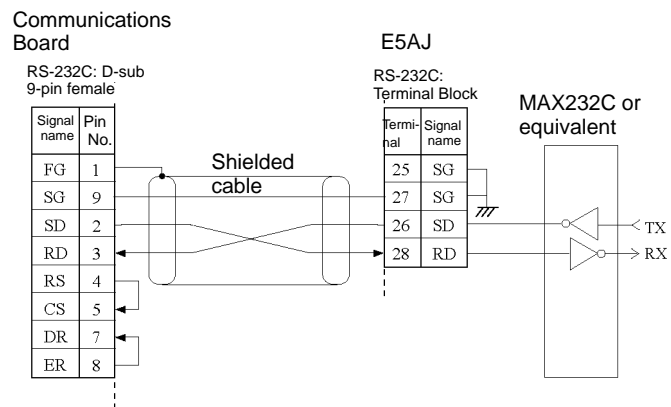 Communications
Board
RS-232C: D-sub
9-pin female
Signal name Pin No.
FG 1
SG 9
SD 2
RD 3
RS 4
CS 5
DR 7
ER 8
Shielded
cable
E5AJ
RS-232C:
Terminal Block
Termi-nal Signal name
25 SG
27 SG
26 SD
28 RD
MAX232C or
equivalent
TX
RX